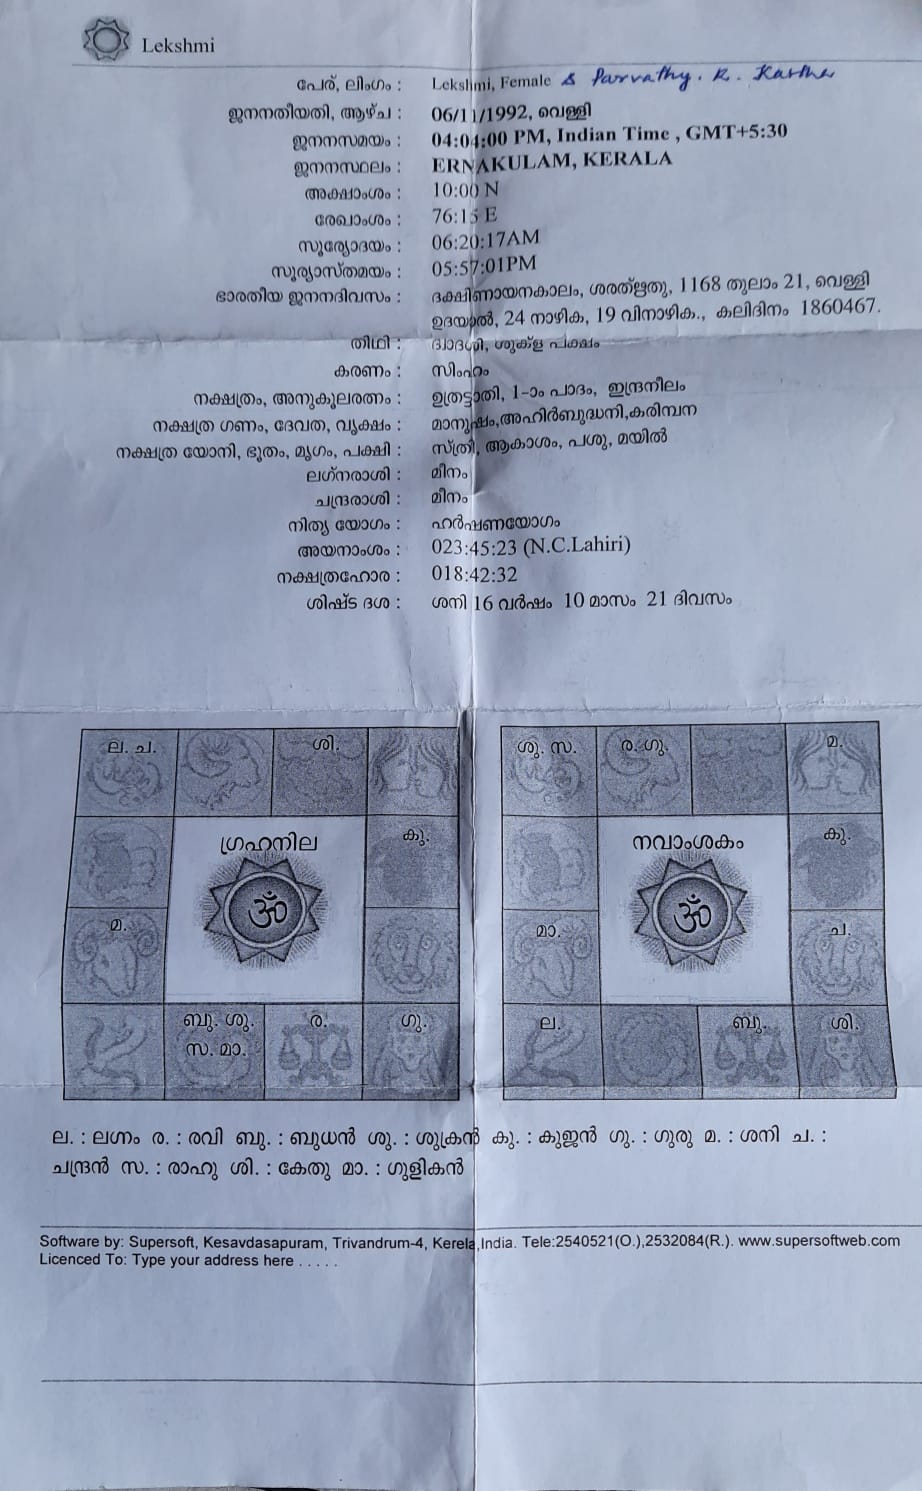 Lekshmi
പേര്, ലിംഗം : Lekshmi, Female & Parvathy. R. Kartha
ജനനതീയതി, ആഴ്ച : 06/11/1992, വെള്ളി
ജനനസമയം : 04:04:00 PM, Indian Time , GMT+5:30
ജനനസ്ഥലം : ERNAKULAM, KERALA
അക്ഷാംശം : 10:00 N
രേഖാംശം : 76:15 E
സൂര്യോദയം : 06:20:17AM
സൂര്യാസ്തമയം : 05:57:01PM
ഭാരതീയ ജനനദിവസം : ദക്ഷിണായനകാലം, ശരത്ഋതു, 1168 തുലാം 21, വെള്ളി
ഉദയാൽ, 24 നാഴിക, 19 വിനാഴിക., കലിദിനം 1860467.
തിഥി : ദ്വാദശി, ശുക്ള പക്ഷം
കരണം : സിംഹം
നക്ഷത്രം, അനുകൂലരത്നം : ഉത്രട്ടാതി, 1-ാം പാദം, ഇന്ദ്രനീലം
നക്ഷത്ര ഗണം, ദേവത, വൃക്ഷം : മാനുഷം,അഹിർബുദ്ധനി,കരിമ്പന
നക്ഷത്ര യോനി, ഭൂതം, മൃഗം, പക്ഷി : സ്ത്രീ, ആകാശം, പശു, മയിൽ
ലഗ്നരാശി : മീനം
ചന്ദ്രരാശി : മീനം
നിത്യ യോഗം : ഹർഷണയോഗം
അയനാംശം : 023:45:23 (N.C.Lahiri)
നക്ഷത്രഹോര : 018:42:32
ശിഷ്ട ദശ : ശനി 16 വർഷം 10 മാസം 21 ദിവസം
ല. ച. ശി. ശു. സ. ര. ഗു. മ.
ഗ്രഹനില കു. നവാംശകം കു.
ॐ ॐ
മ. മാ. ച.
ബു. ശു. ര. ഗു. ല. ബു. ശി.
സ. മാ.
ല. : ലഗ്നം ര. : രവി ബു. : ബുധൻ ശു. : ശുക്രൻ കു. : കുജൻ ഗു. : ഗുരു മ. : ശനി ച. :
ചന്ദ്രൻ സ. : രാഹു ശി. : കേതു മാ. : ഗുളികൻ
Software by: Supersoft, Kesavdasapuram, Trivandrum-4, Kerela,India. Tele:2540521(O.),2532084(R.). www.supersoftweb.com
Licenced To: Type your address here . . . . .